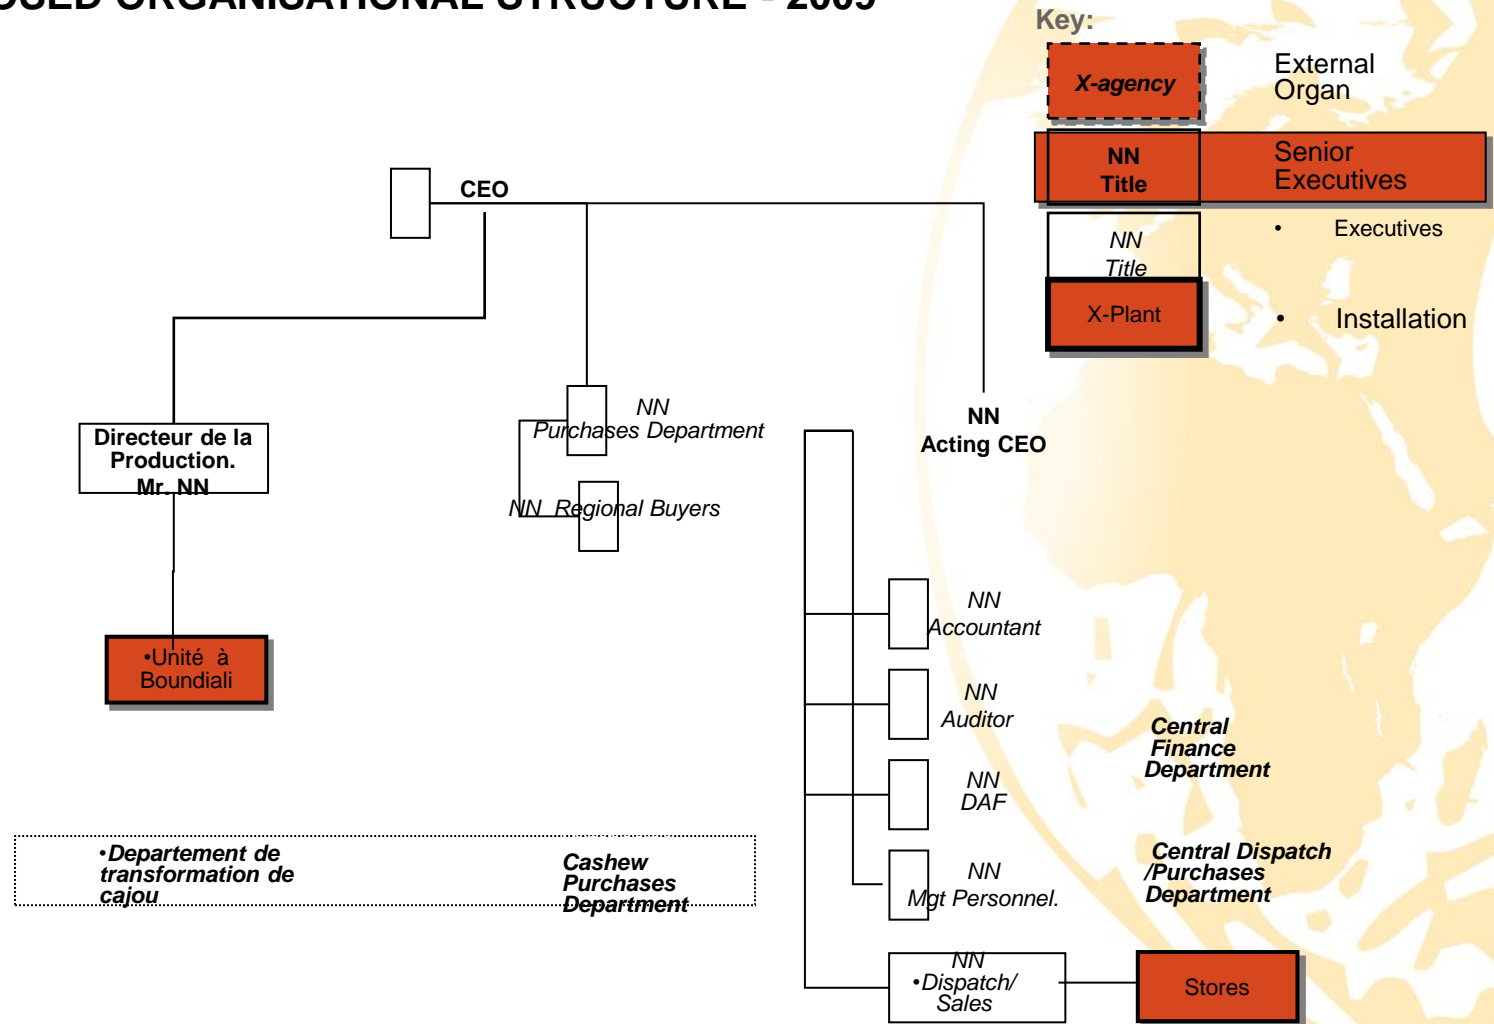 ORGANISATIONAL STRUCTURE - 2009
Key:
X-agency
External
Organ
NN
Title
Senior
Executives
NN
Title
• Executives
X-Plant
• Installation
CEO
NN
Purchases Department
NN Regional Buyers
NN
Acting CEO
Directeur de la
Production.
Mr. NN
•Unité à
Boundiali
NN
Accountant
NN
Auditor
NN
DAF
NN
Mgt Personnel.
NN
•Dispatch/
Sales
Stores
Central
Finance
Department
Central Dispatch
/Purchases
Department
•Departement de
transformation de
cajou
Cashew
Purchases
Department